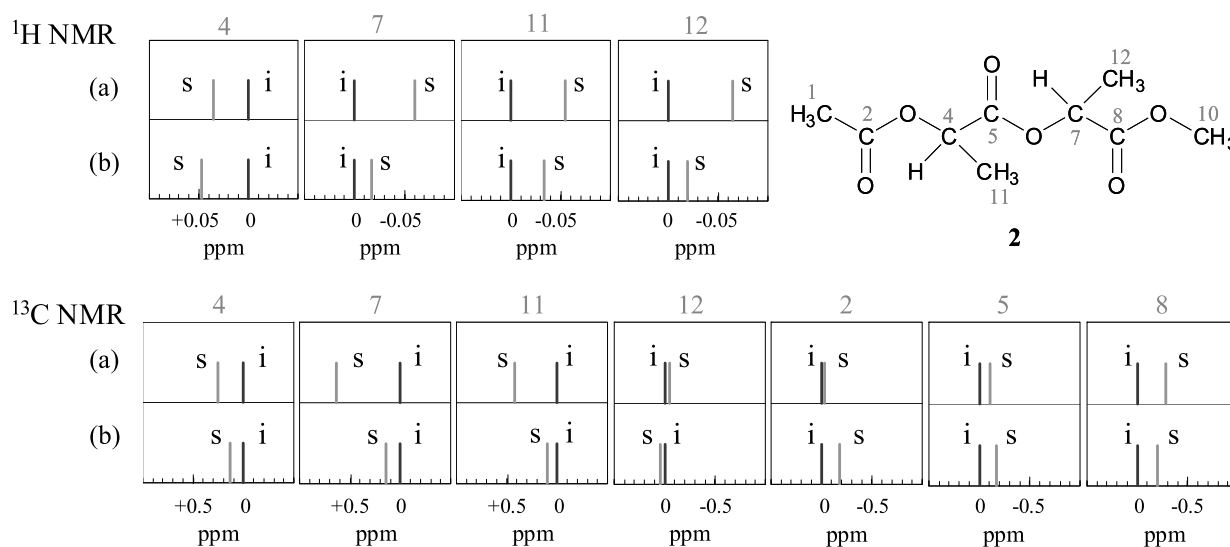 ¹H NMR
4 7 11 12
(a) s i i s i s i s
(b) s i i s i s i s
+0.05 0 0 -0.05 0 -0.05 0 -0.05
ppm ppm ppm ppm
O 12
1 H CH₃
H₃C 2 O 4 C 5 O C 7 C 8 O 10 CH₃
C C
O H CH₃ O
11
2
¹³C NMR
4 7 11 12 2 5 8
(a) s i s i s i i s i s i s i s
(b) s i s i s i s i i s i s i s
+0.5 0 +0.5 0 +0.5 0 0 -0.5 0 -0.5 0 -0.5 0 -0.5
ppm ppm ppm ppm ppm ppm ppm